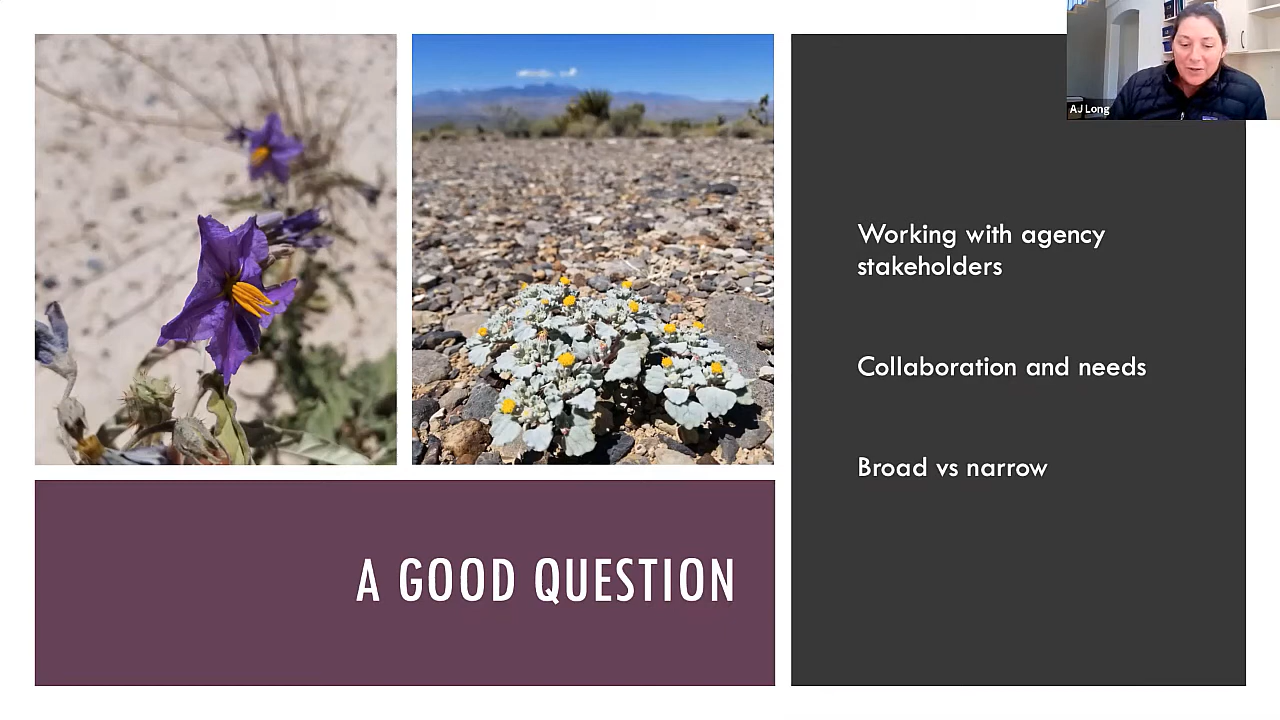 AJ Long
Working with agency
stakeholders
Collaboration and needs
Broad vs narrow
A GOOD QUESTION